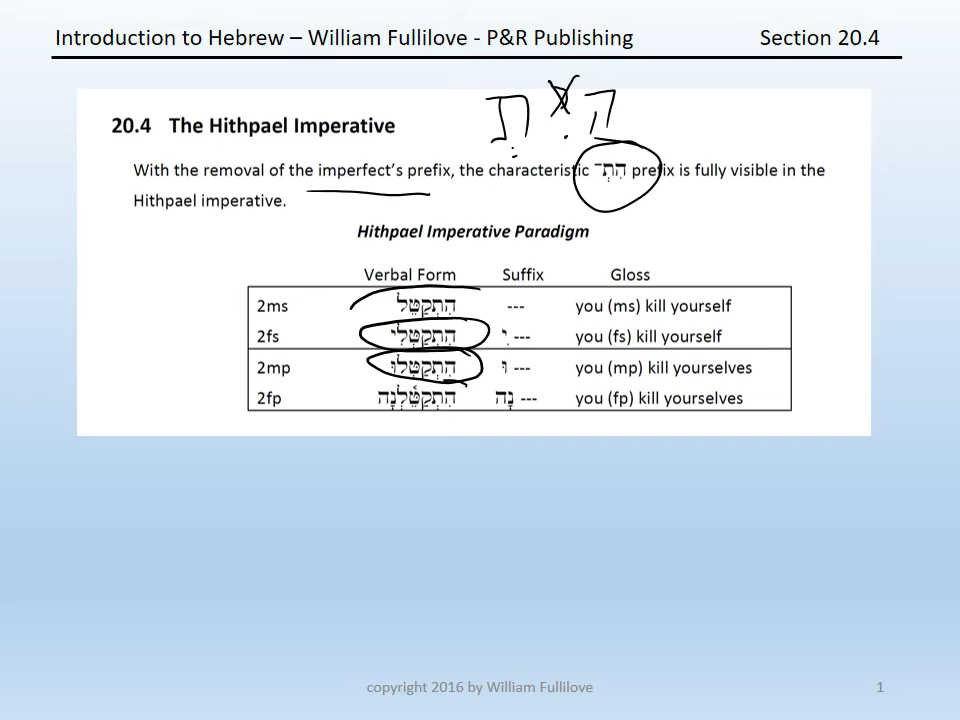 Introduction to Hebrew – William Fullilove - P&R Publishing Section 20.4
20.4 The Hithpael Imperative
With the removal of the imperfect's prefix, the characteristic הִתְ־ prefix is fully visible in the
Hithpael imperative.
Hithpael Imperative Paradigm
Verbal Form Suffix Gloss
2ms הִתְקַטֵּל --- you (ms) kill yourself
2fs הִתְקַטְּלִי --- ִי you (fs) kill yourself
2mp הִתְקַטְּלוּ --- וּ you (mp) kill yourselves
2fp הִתְקַטֵּ֫לְנָה --- נָה you (fp) kill yourselves
copyright 2016 by William Fullilove 1